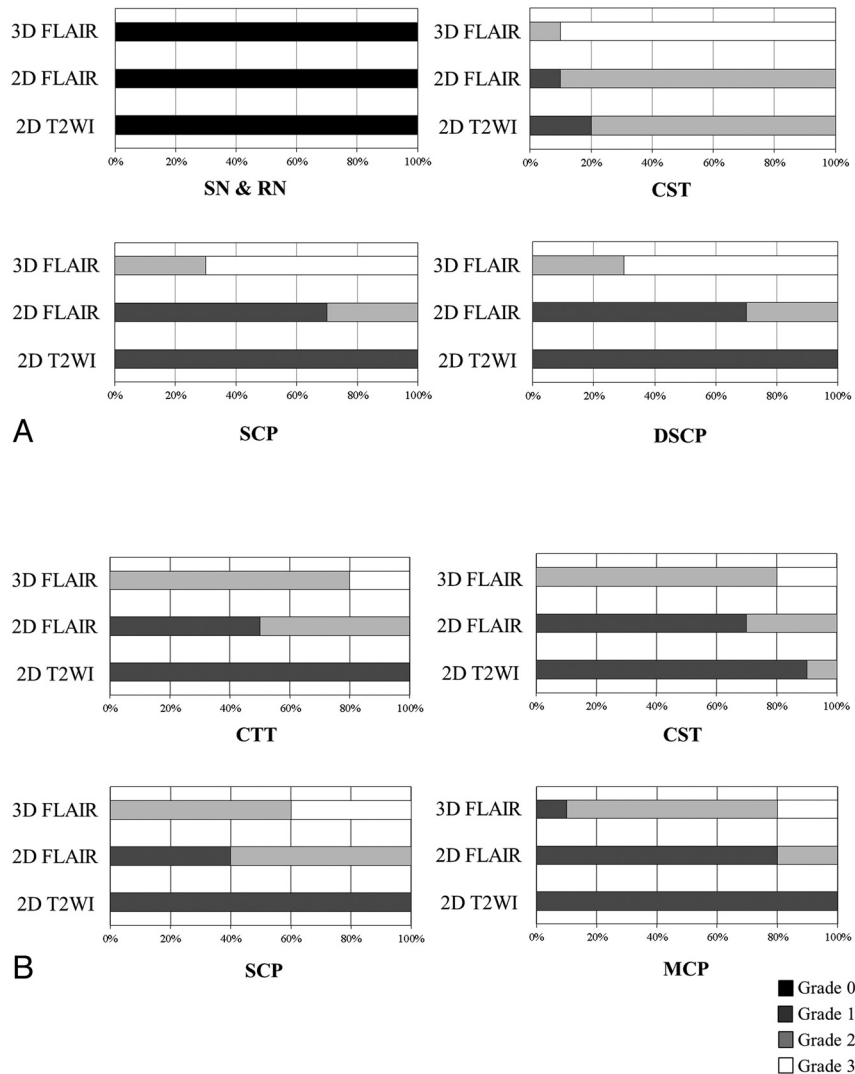 3D FLAIR
2D FLAIR
2D T2WI
0% 20% 40% 60% 80% 100%
SN & RN
3D FLAIR
2D FLAIR
2D T2WI
0% 20% 40% 60% 80% 100%
CST
3D FLAIR
2D FLAIR
2D T2WI
0% 20% 40% 60% 80% 100%
SCP
3D FLAIR
2D FLAIR
2D T2WI
0% 20% 40% 60% 80% 100%
DSCP
A
3D FLAIR
2D FLAIR
2D T2WI
0% 20% 40% 60% 80% 100%
CTT
3D FLAIR
2D FLAIR
2D T2WI
0% 20% 40% 60% 80% 100%
CST
3D FLAIR
2D FLAIR
2D T2WI
0% 20% 40% 60% 80% 100%
SCP
3D FLAIR
2D FLAIR
2D T2WI
0% 20% 40% 60% 80% 100%
MCP
B
Grade 0
Grade 1
Grade 2
Grade 3